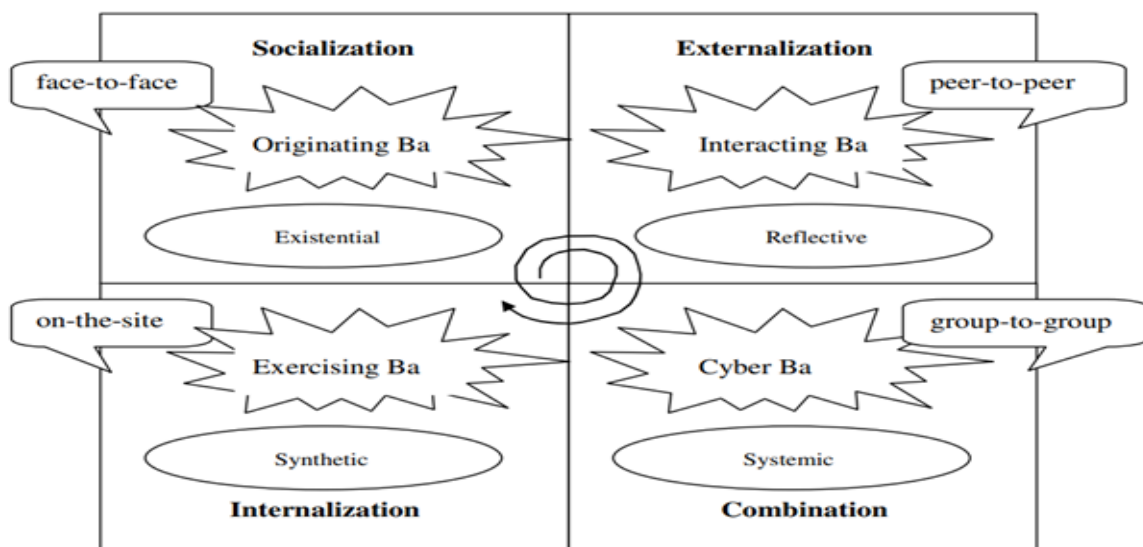 Socialization
Externalization
face-to-face
peer-to-peer
Originating Ba
Interacting Ba
Existential
Reflective
on-the-site
group-to-group
Exercising Ba
Cyber Ba
Synthetic
Systemic
Internalization
Combination